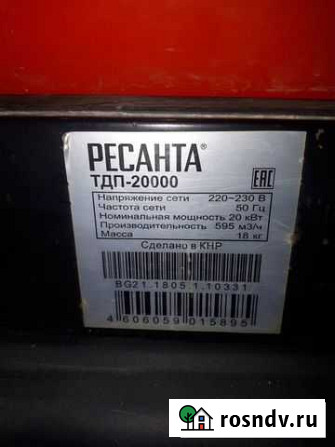 РЕСАНТА®
ТДП-20000
EAC
Напряжение сети 220~230 В
Частота сети 50 Гц
Номинальная мощность 20 кВт
Производительность 595 м3/ч
Масса 18 кг
Сделано в КНР
BG21.1805.1.10331
4 606059 015895
rosndv.ru